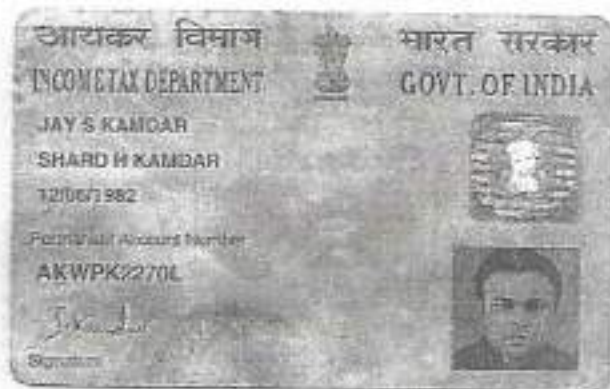 आयकर विभाग
भारत सरकार
INCOME TAX DEPARTMENT
GOVT. OF INDIA
JAY S KAMDAR
SHARD H KAMDAR
12/06/1982
Permanent Account Number
AKWPK2270L
Signature